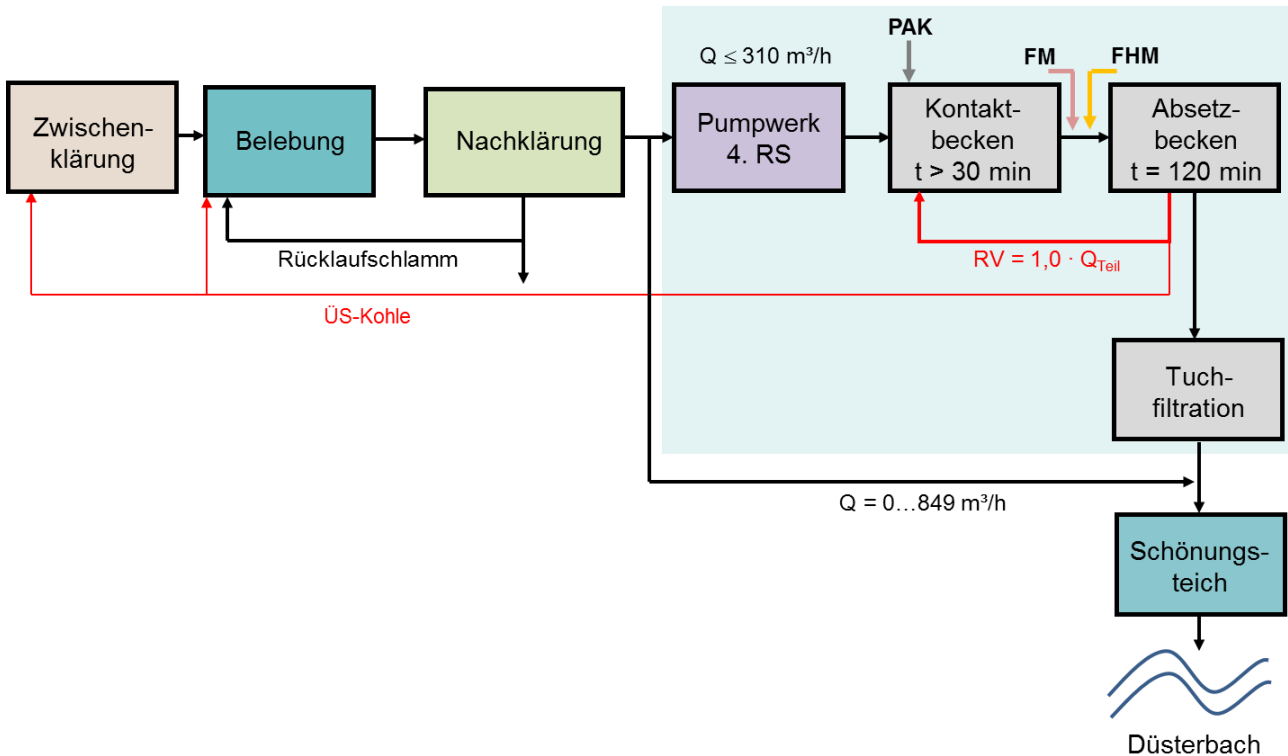 PAK
Q ≤ 310 m³/h
FM
FHM
Zwischen-
klärung
Belebung
Nachklärung
Pumpwerk
4. RS
Kontakt-
becken
t > 30 min
Absetz-
becken
t = 120 min
Rücklaufschlamm
RV = 1,0 · Q_Teil
ÜS-Kohle
Tuch-
filtration
Q = 0…849 m³/h
Schönungs-
teich
Düsterbach